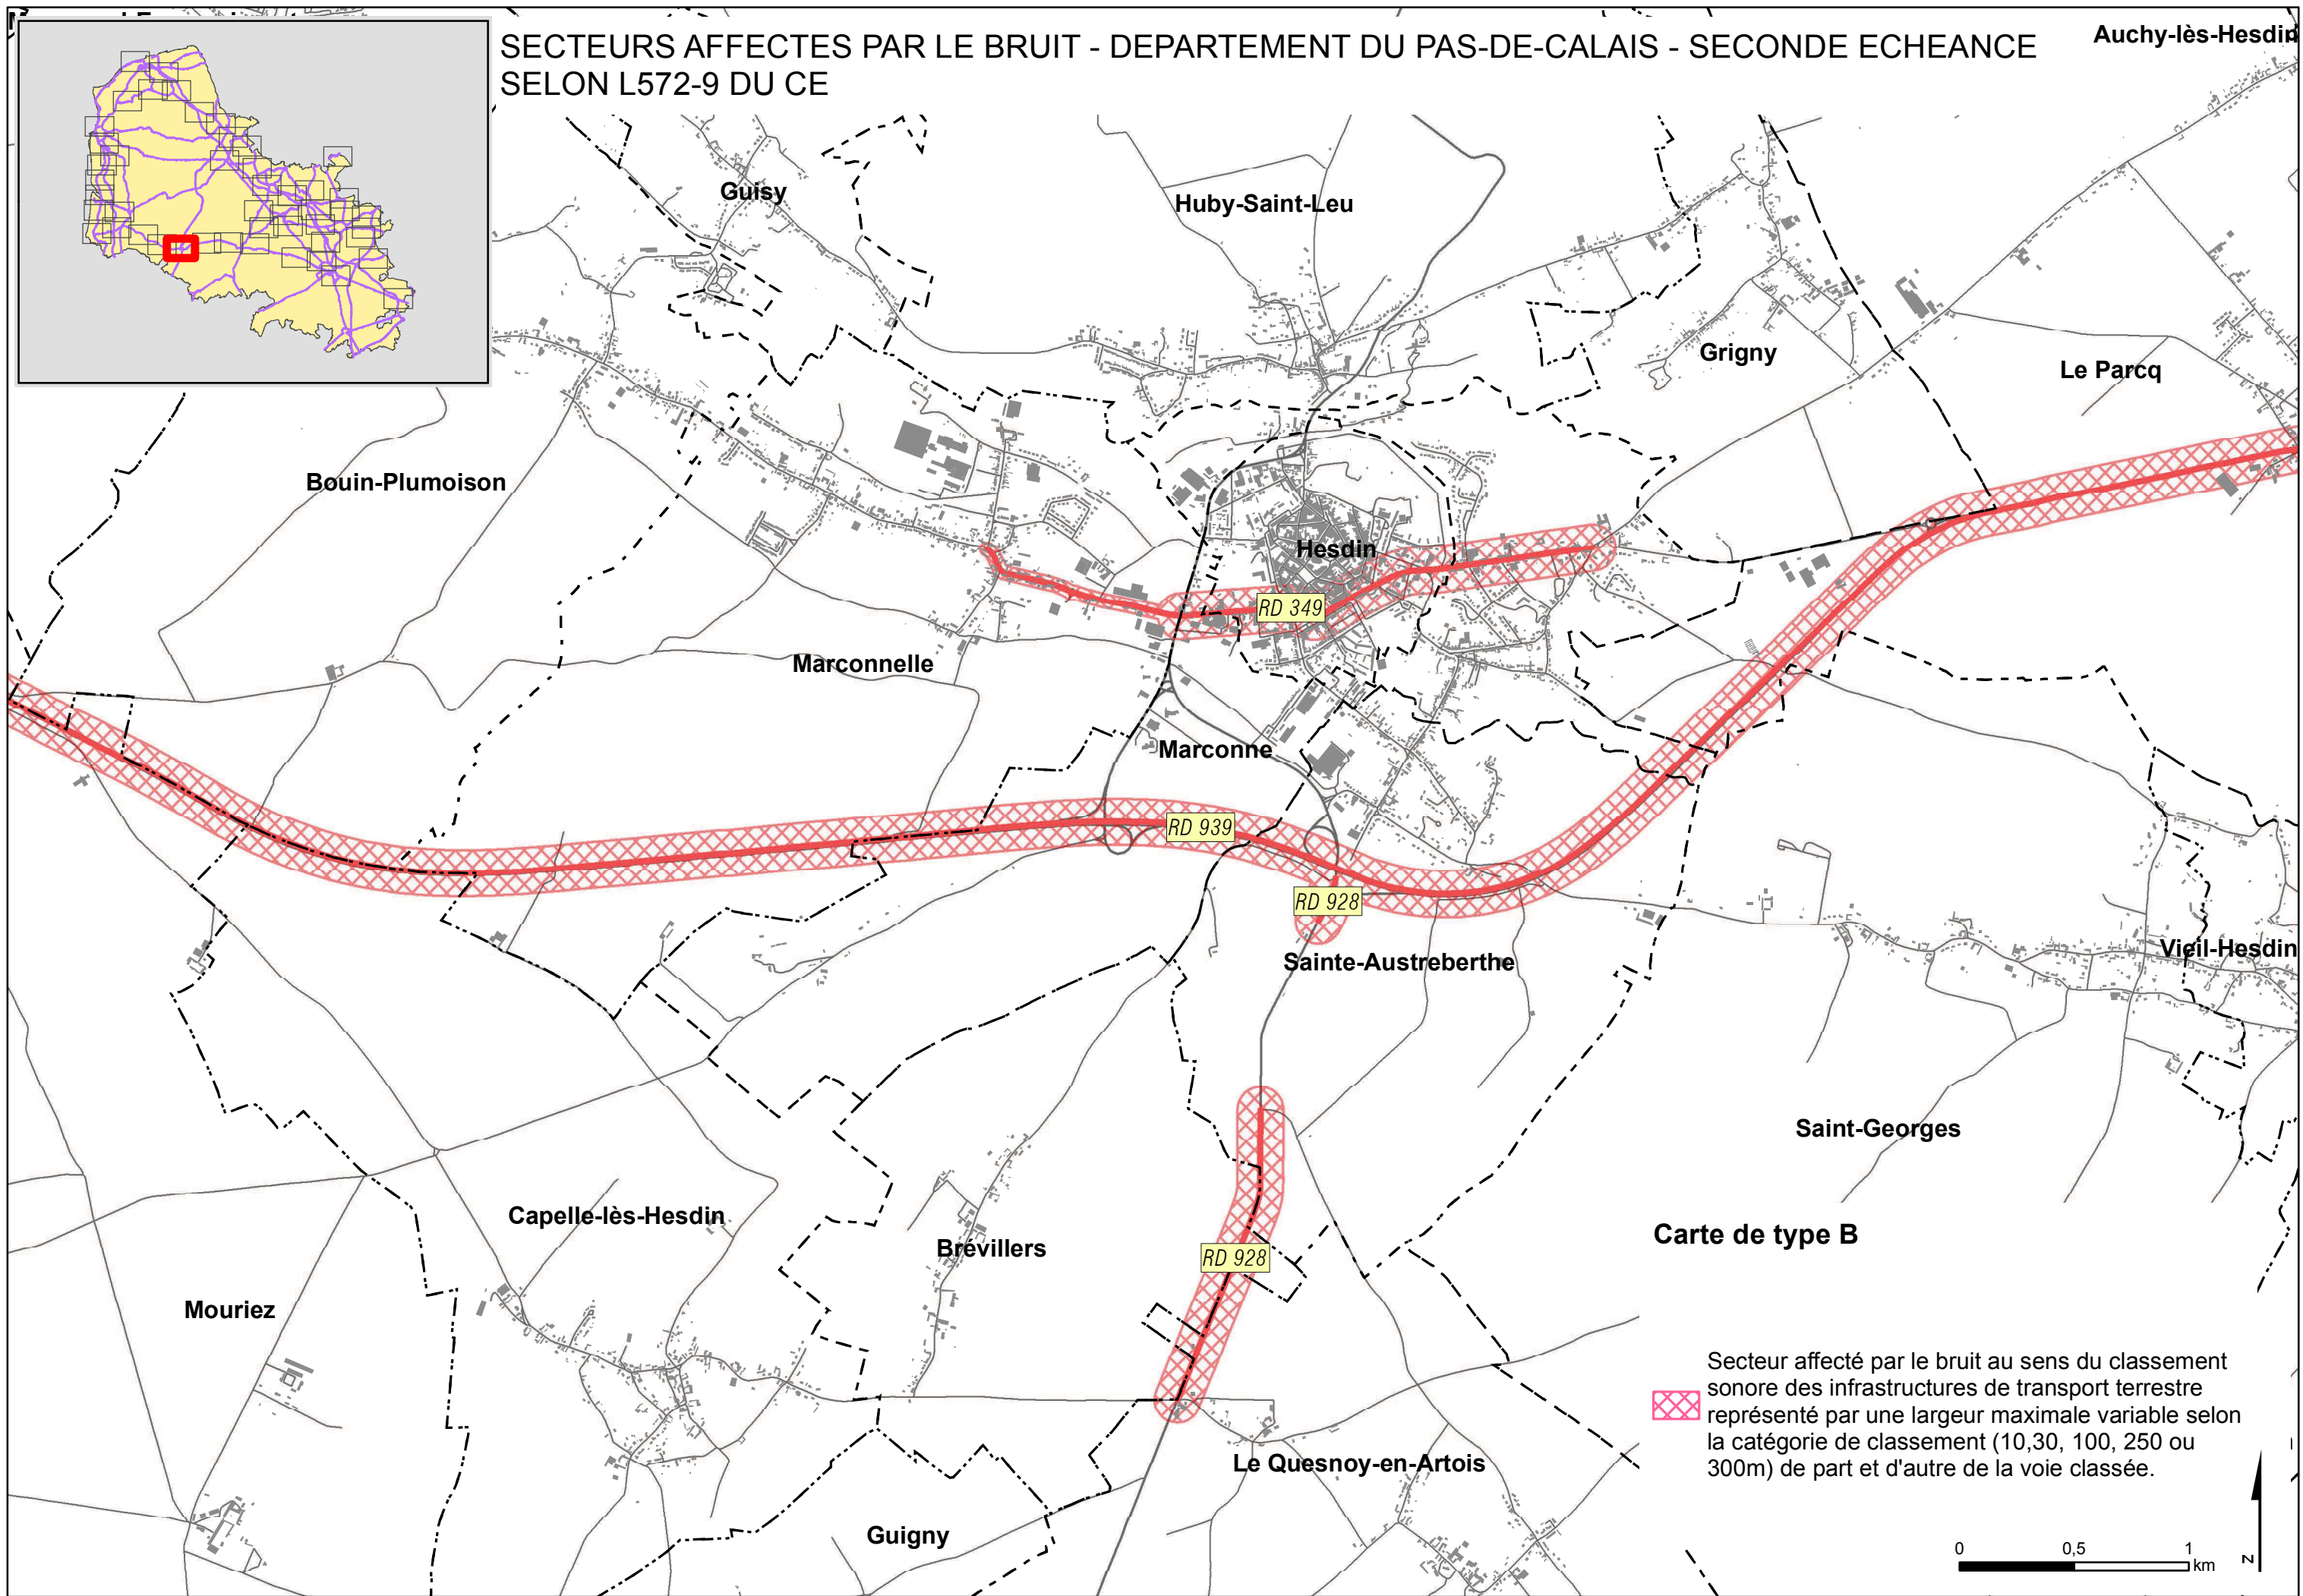 SECTEURS AFFECTES PAR LE BRUIT - DEPARTEMENT DU PAS-DE-CALAIS - SECONDE ECHEANCE
SELON L572-9 DU CE
Auchy-lès-Hesdin
Guisy
Huby-Saint-Leu
Grigny
Le Parcq
Bouin-Plumoison
Hesdin
RD 349
Marconnelle
Marconne
RD 939
RD 928
Sainte-Austreberthe
Vieil-Hesdin
Saint-Georges
Capelle-lès-Hesdin
Brévillers
RD 928
Mouriez
Le Quesnoy-en-Artois
Guigny
Carte de type B
Secteur affecté par le bruit au sens du classement
sonore des infrastructures de transport terrestre
représenté par une largeur maximale variable selon
la catégorie de classement (10,30, 100, 250 ou
300m) de part et d'autre de la voie classée.
0 0,5 1
km
N